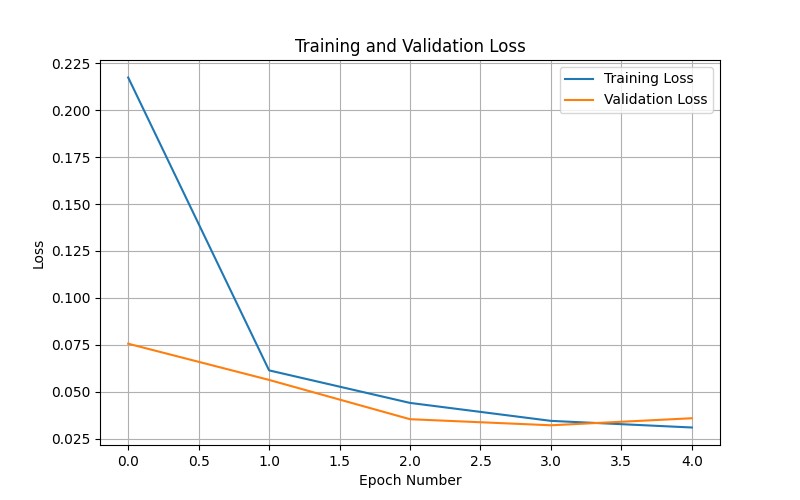 Training and Validation Loss
Training Loss
Validation Loss
0.225
0.200
0.175
0.150
0.125
0.100
0.075
0.050
0.025
Loss
0.0 0.5 1.0 1.5 2.0 2.5 3.0 3.5 4.0
Epoch Number